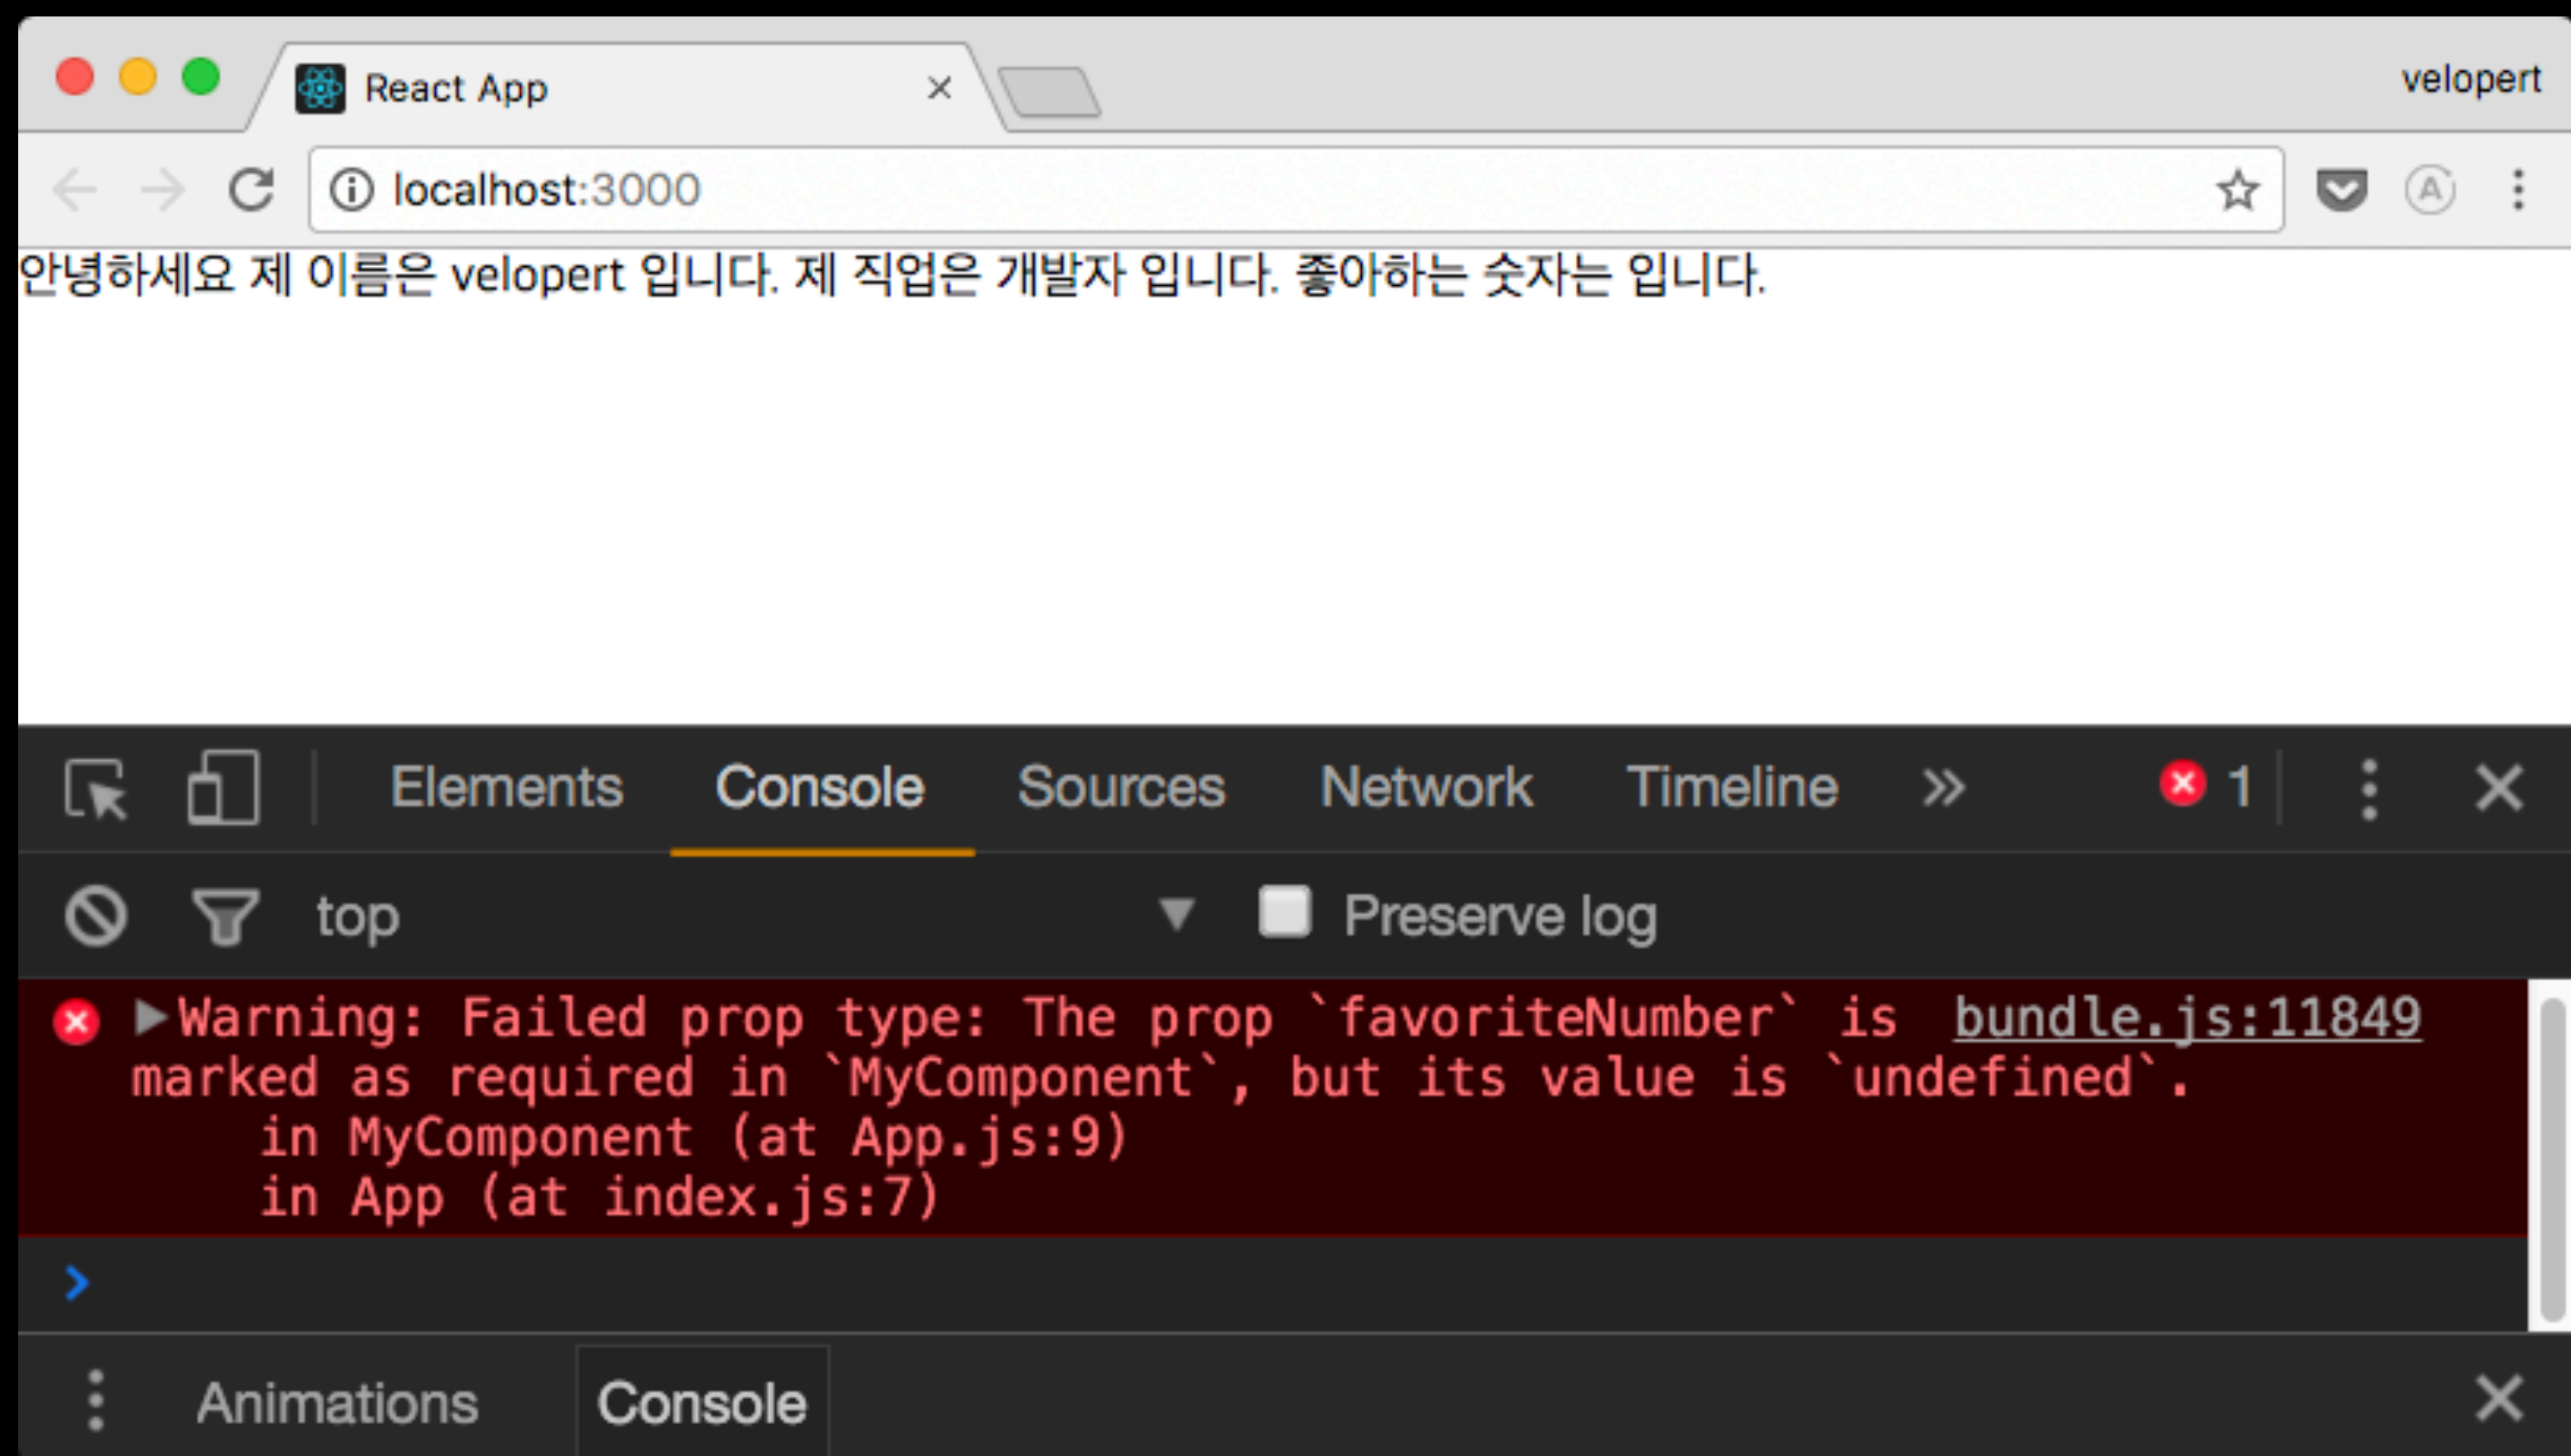 React App
velopert
localhost:3000
안녕하세요 제 이름은 velopert 입니다. 제 직업은 개발자 입니다. 좋아하는 숫자는 입니다.
Elements Console Sources Network Timeline 1
top Preserve log
Warning: Failed prop type: The prop `favoriteNumber` is bundle.js:11849
marked as required in `MyComponent`, but its value is `undefined`.
in MyComponent (at App.js:9)
in App (at index.js:7)
Animations Console